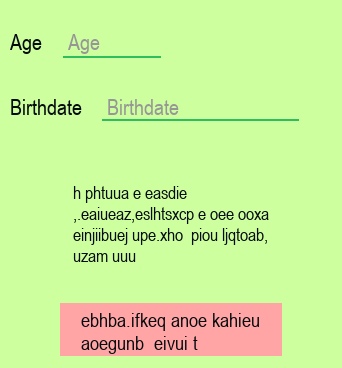 Age Age
Birthdate Birthdate
h phtuua e easdie
,.eaiueaz,eslhtsxcp e oee ooxa
einjiibuej upe.xho  piou ljqtoab,
uzam uuu
ebhba.ifkeq anoe kahieu
aoegunb  eivui t